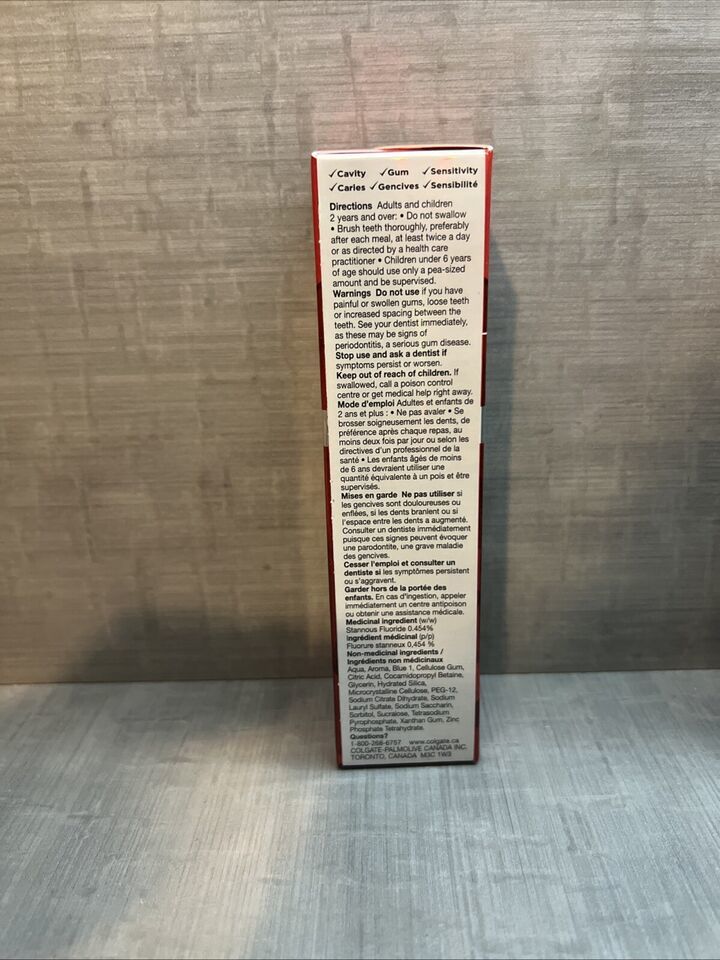 ✓Cavity ✓Gum ✓Sensitivity
✓Caries ✓Gencives ✓Sensibilité
Directions Adults and children
2 years and over: • Do not swallow
• Brush teeth thoroughly, preferably
after each meal, at least twice a day
or as directed by a health care
practitioner • Children under 6 years
of age should use only a pea-sized
amount and be supervised.
Warnings Do not use if you have
painful or swollen gums, loose teeth
or increased spacing between the
teeth. See your dentist immediately,
as these may be signs of
periodontitis, a serious gum disease.
Stop use and ask a dentist if
symptoms persist or worsen.
Keep out of reach of children. If
swallowed, call a poison control
centre or get medical help right away.
Mode d'emploi Adultes et enfants de
2 ans et plus : • Ne pas avaler • Se
brosser soigneusement les dents, de
préférence après chaque repas, au
moins deux fois par jour ou selon les
directives d'un professionnel de la
santé • Les enfants âgés de moins
de 6 ans devraient utiliser une
quantité équivalente à un pois et être
supervisés.
Mises en garde Ne pas utiliser si
les gencives sont douloureuses ou
enflées, si les dents branlent ou si
l'espace entre les dents a augmenté.
Consulter un dentiste immédiatement
puisque ces signes peuvent évoquer
une parodontite, une grave maladie
des gencives.
Cesser l'emploi et consulter un
dentiste si les symptômes persistent
ou s'aggravent.
Garder hors de la portée des
enfants. En cas d'ingestion, appeler
immédiatement un centre antipoison
ou obtenir une assistance médicale.
Medicinal ingredient (w/w)
Stannous Fluoride 0.454%
Ingrédient médicinal (p/p)
Fluorure stanneux 0,454 %
Non-medicinal ingredients /
Ingrédients non médicinaux
Aqua, Aroma, Blue 1, Cellulose Gum,
Citric Acid, Cocamidopropyl Betaine,
Glycerin, Hydrated Silica,
Microcrystalline Cellulose, PEG-12,
Sodium Citrate Dihydrate, Sodium
Lauryl Sulfate, Sodium Saccharin,
Sorbitol, Sucralose, Tetrasodium
Pyrophosphate, Xanthan Gum, Zinc
Phosphate Tetrahydrate.
Questions?
1-800-268-6757 www.colgate.ca
COLGATE-PALMOLIVE CANADA INC.
TORONTO, CANADA M3C 1W3